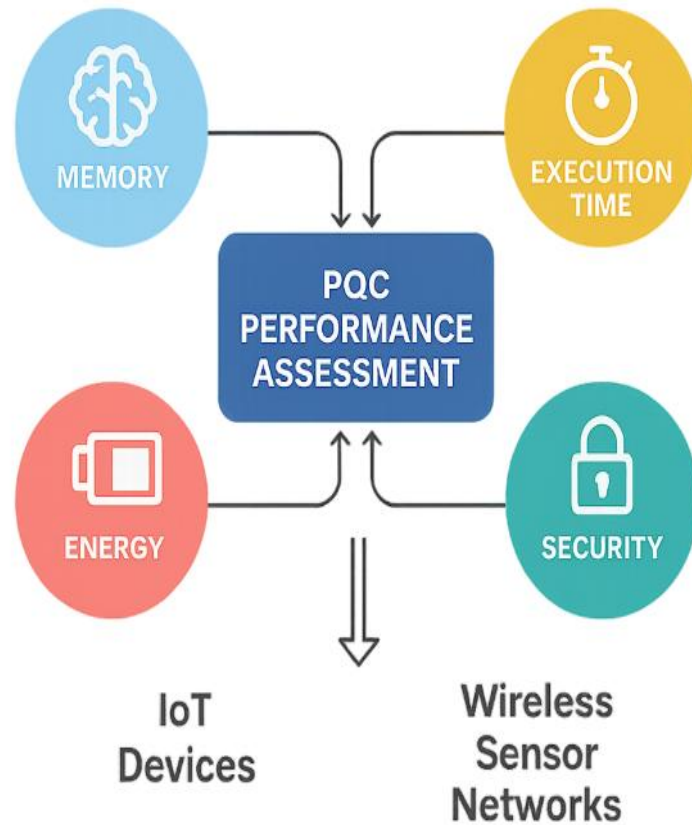 MEMORY
EXECUTION
TIME
PQC
PERFORMANCE
ASSESSMENT
ENERGY
SECURITY
IoT
Devices
Wireless
Sensor
Networks